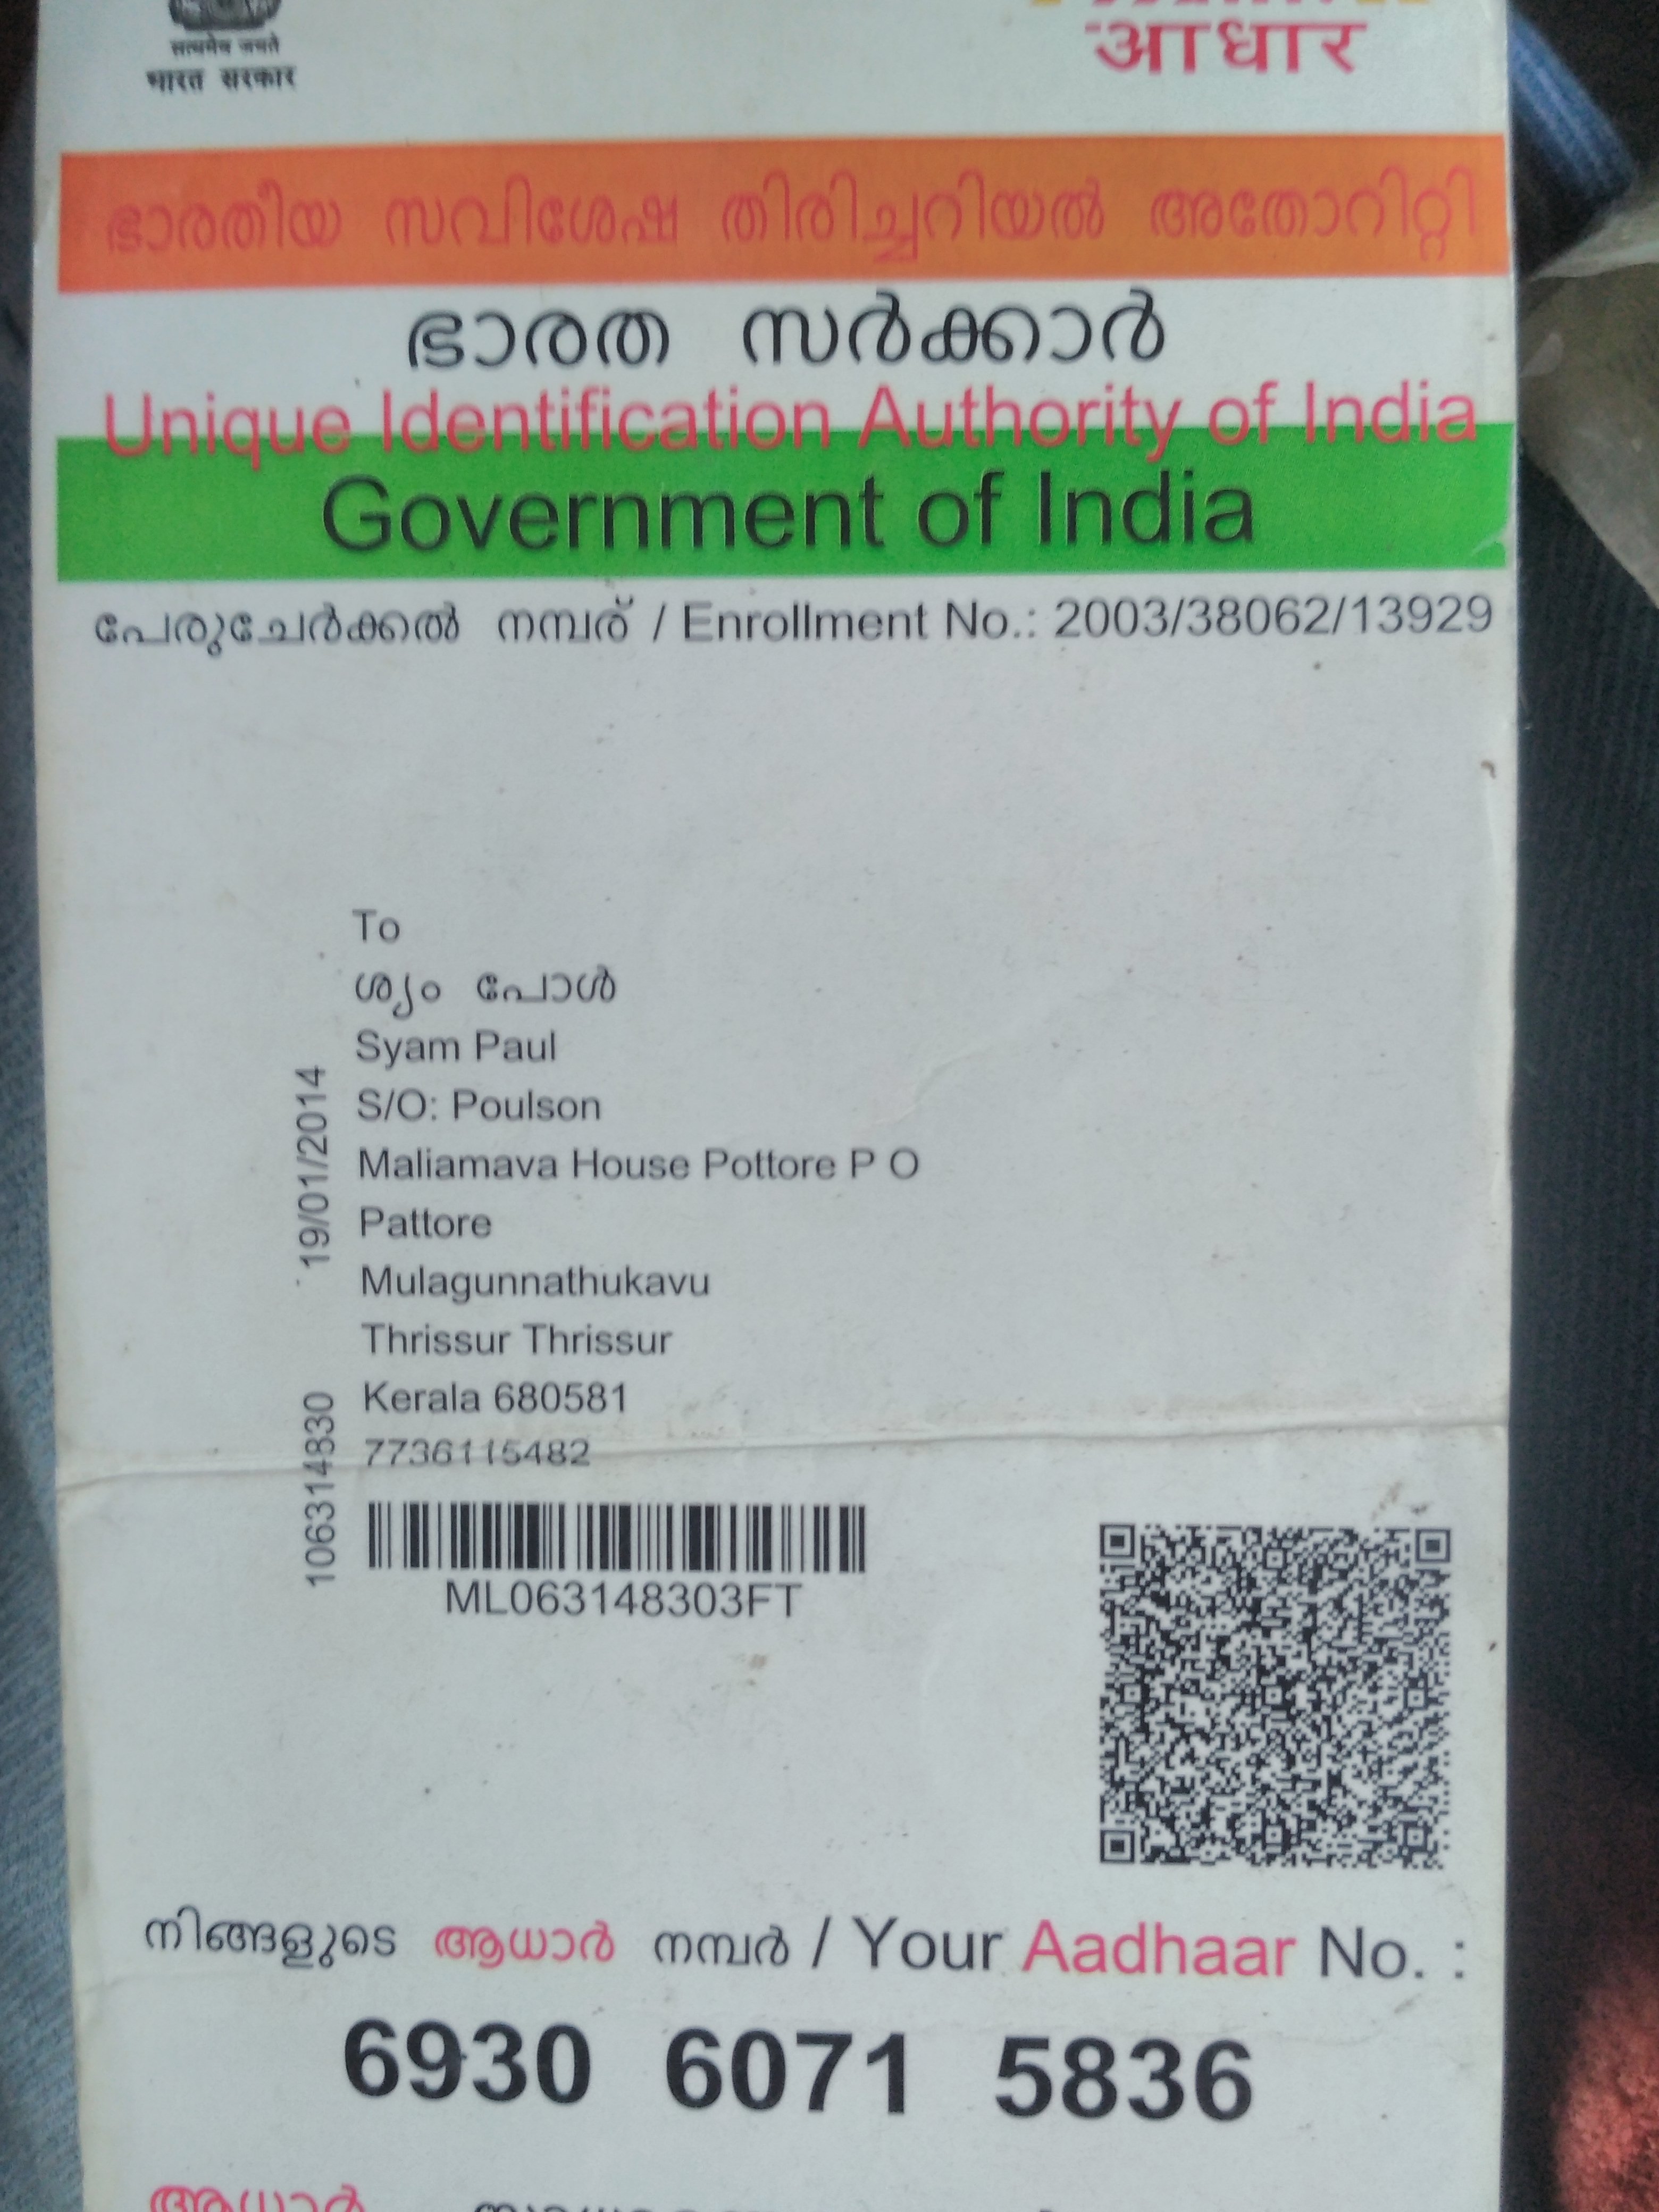 सत्यमेव जयते
भारत सरकार
आधार
ഭാരതീയ സവിശേഷ തിരിച്ചറിയൽ അതോറിറ്റി
ഭാരത സർക്കാർ
Unique Identification Authority of India
Government of India
പേരുചേർക്കൽ നമ്പര് / Enrollment No.: 2003/38062/13929
To
ശ്യം പോൾ
Syam Paul
S/O: Poulson
Maliamava House Pottore P O
Pattore
Mulagunnathukavu
Thrissur Thrissur
Kerala 680581
7736115482
19/01/2014
106314830
ML063148303FT
നിങ്ങളുടെ ആധാർ നമ്പർ / Your Aadhaar No. :
6930 6071 5836
ആധാർ